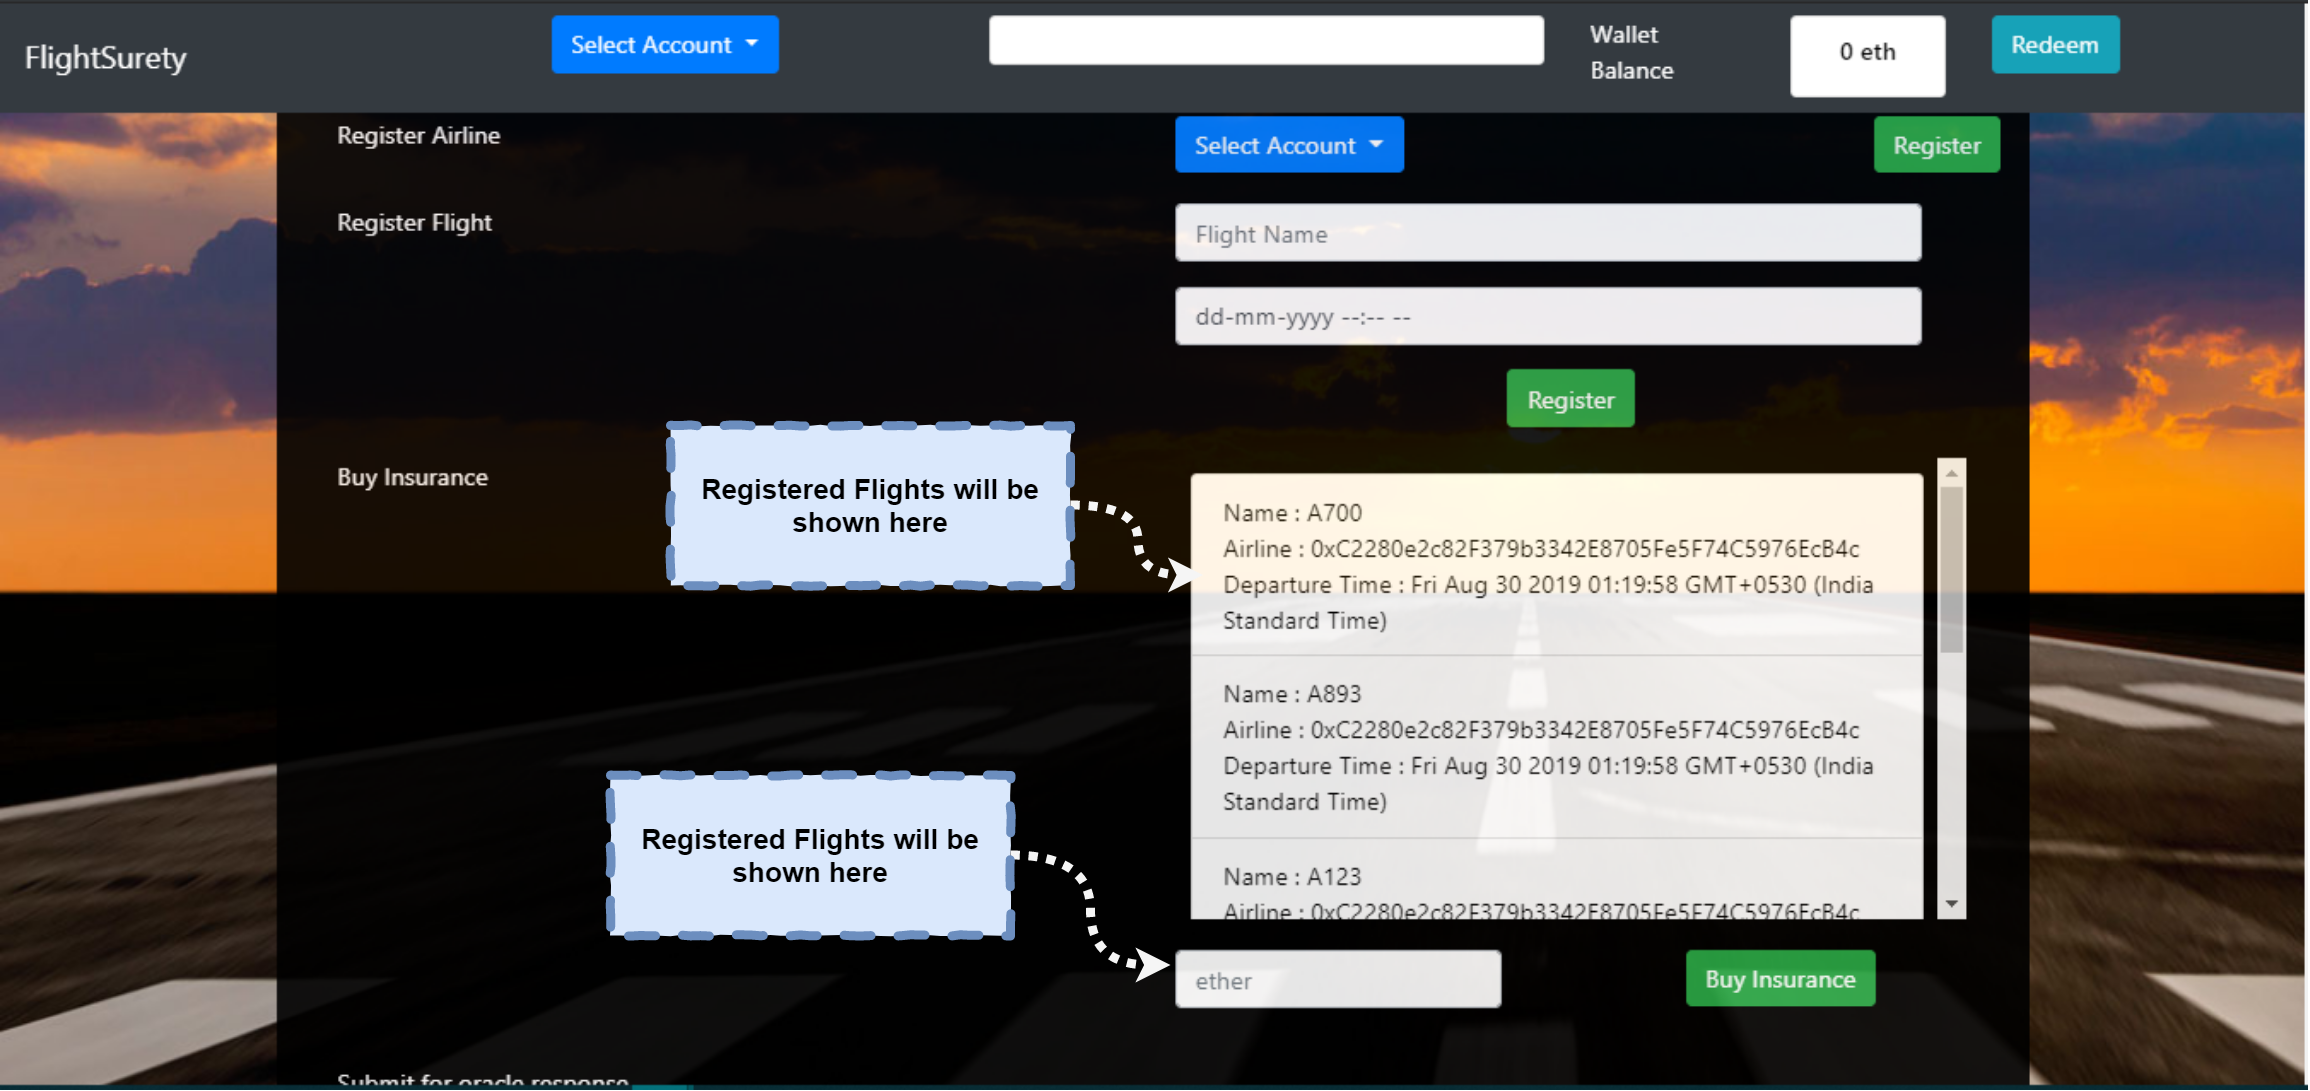 FlightSurety
Select Account
Wallet
Balance
0 eth
Redeem
Register Airline
Select Account
Register
Register Flight
Flight Name
dd-mm-yyyy --:-- --
Register
Buy Insurance
Registered Flights will be
shown here
Name : A700
Airline : 0xC2280e2c82F379b3342E8705Fe5F74C5976EcB4c
Departure Time : Fri Aug 30 2019 01:19:58 GMT+0530 (India
Standard Time)
Name : A893
Airline : 0xC2280e2c82F379b3342E8705Fe5F74C5976EcB4c
Departure Time : Fri Aug 30 2019 01:19:58 GMT+0530 (India
Standard Time)
Registered Flights will be
shown here
Name : A123
Airline : 0xC2280e2c82F379b3342E8705Fe5F74C5976EcB4c
ether
Buy Insurance
Submit for oracle response